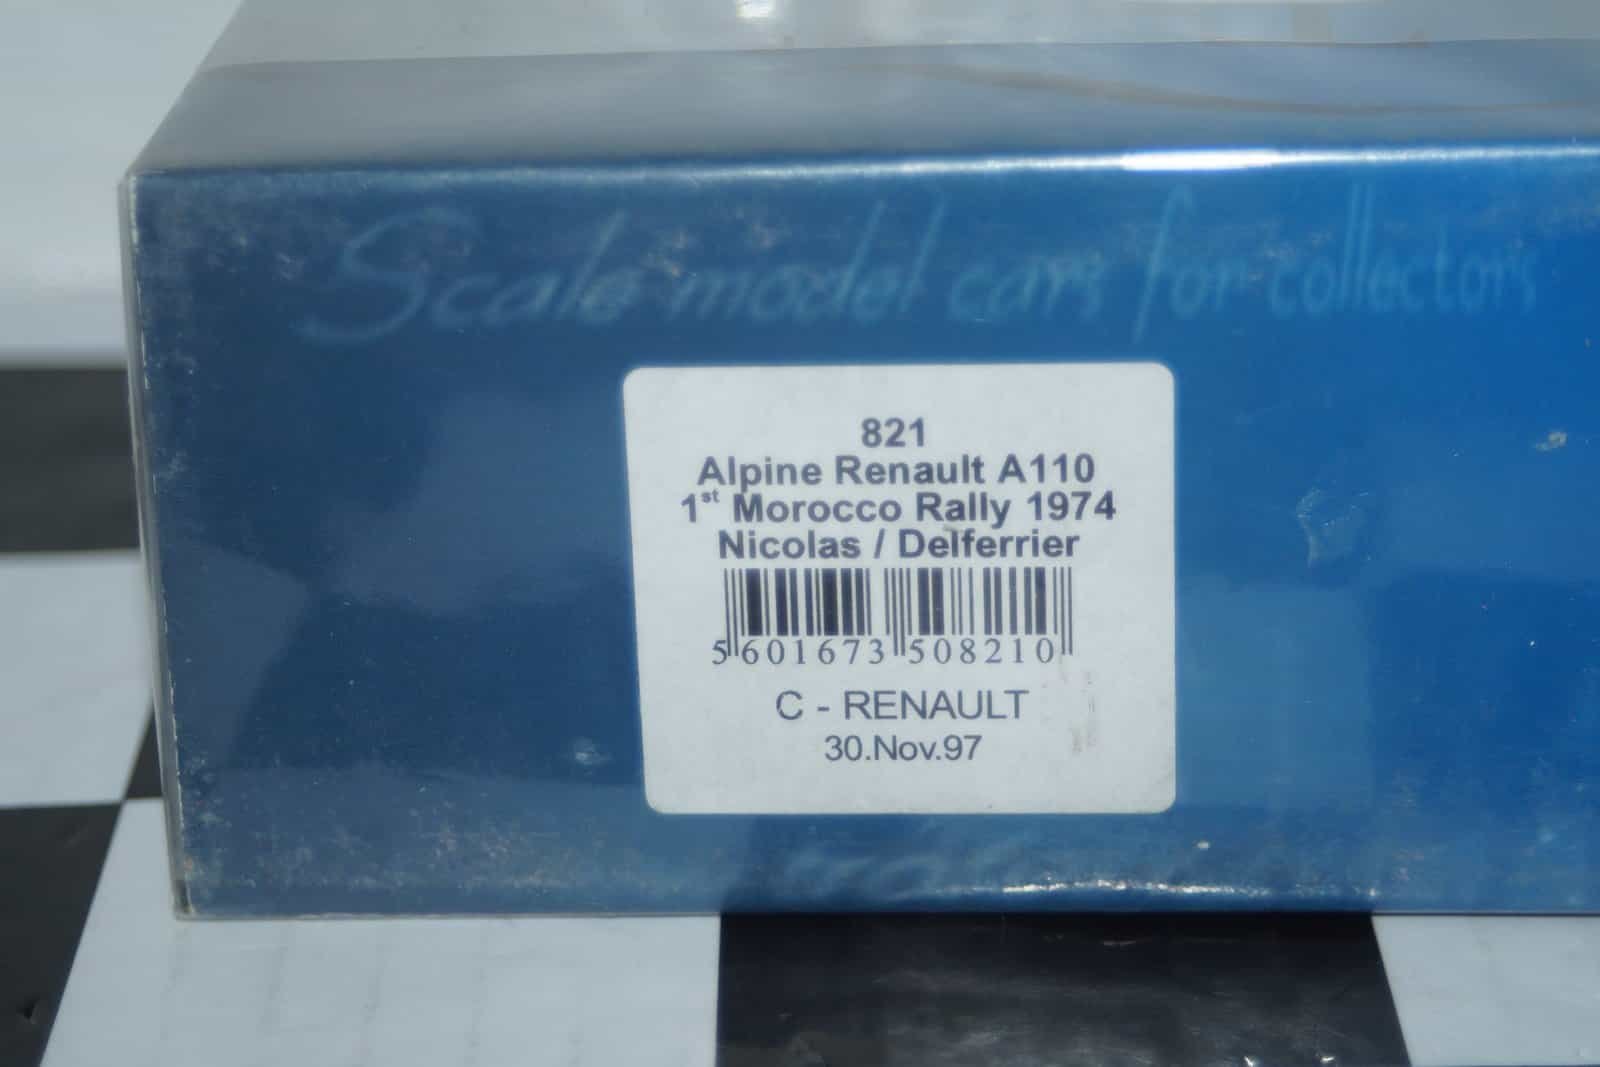 Scale model cars for collectors
821
Alpine Renault A110
1st Morocco Rally 1974
Nicolas / Delferrier
5 601673 508210
C - RENAULT
30.Nov.97